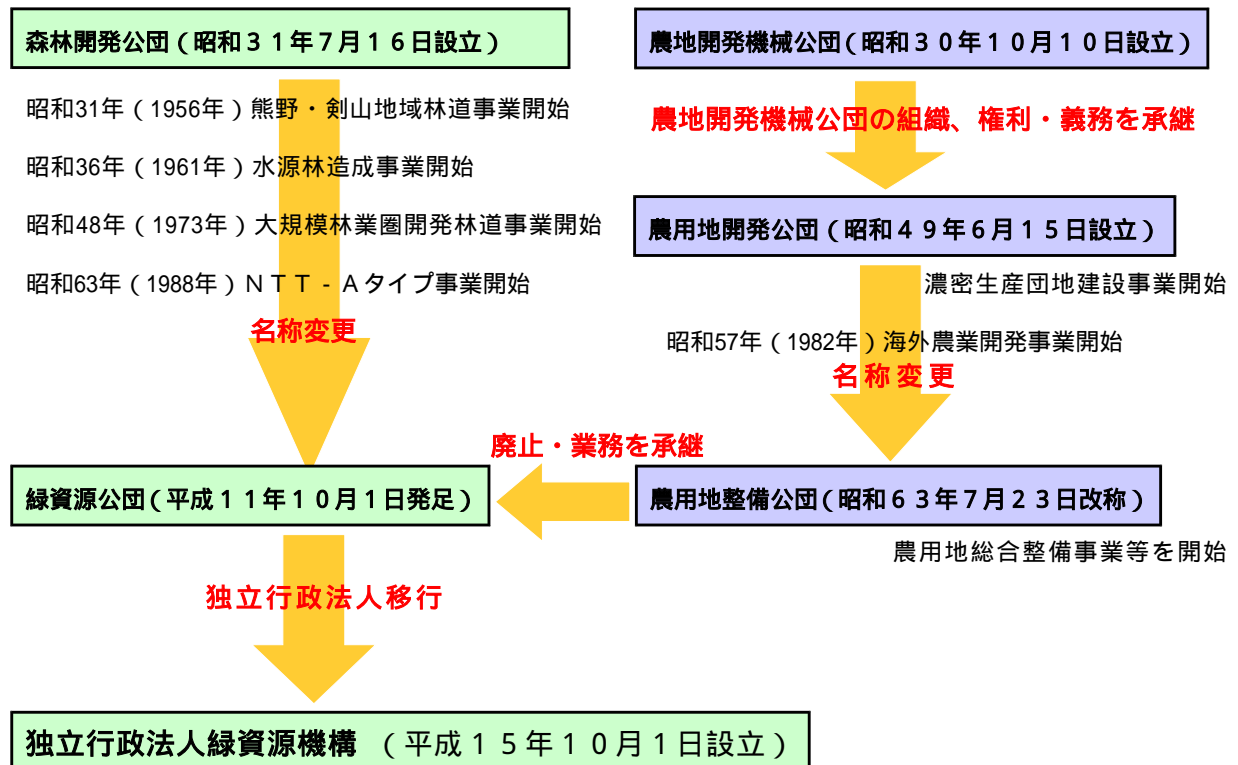 森林開発公団（昭和３１年７月１６日設立）
昭和31年（1956年）熊野・剣山地域林道事業開始
昭和36年（1961年）水源林造成事業開始
昭和48年（1973年）大規模林業圏開発林道事業開始
昭和63年（1988年）ＮＴＴ‐Ａタイプ事業開始
名称変更
農地開発機械公団（昭和３０年１０月１０日設立）
農地開発機械公団の組織、権利・義務を承継
農用地開発公団（昭和４９年６月１５日設立）
濃密生産団地建設事業開始
昭和57年（1982年）海外農業開発事業開始
名称変更
廃止・業務を承継
緑資源公団（平成１１年１０月１日発足）
農用地整備公団（昭和６３年７月２３日改称）
農用地総合整備事業等を開始
独立行政法人移行
独立行政法人緑資源機構　（平成１５年１０月１日設立）